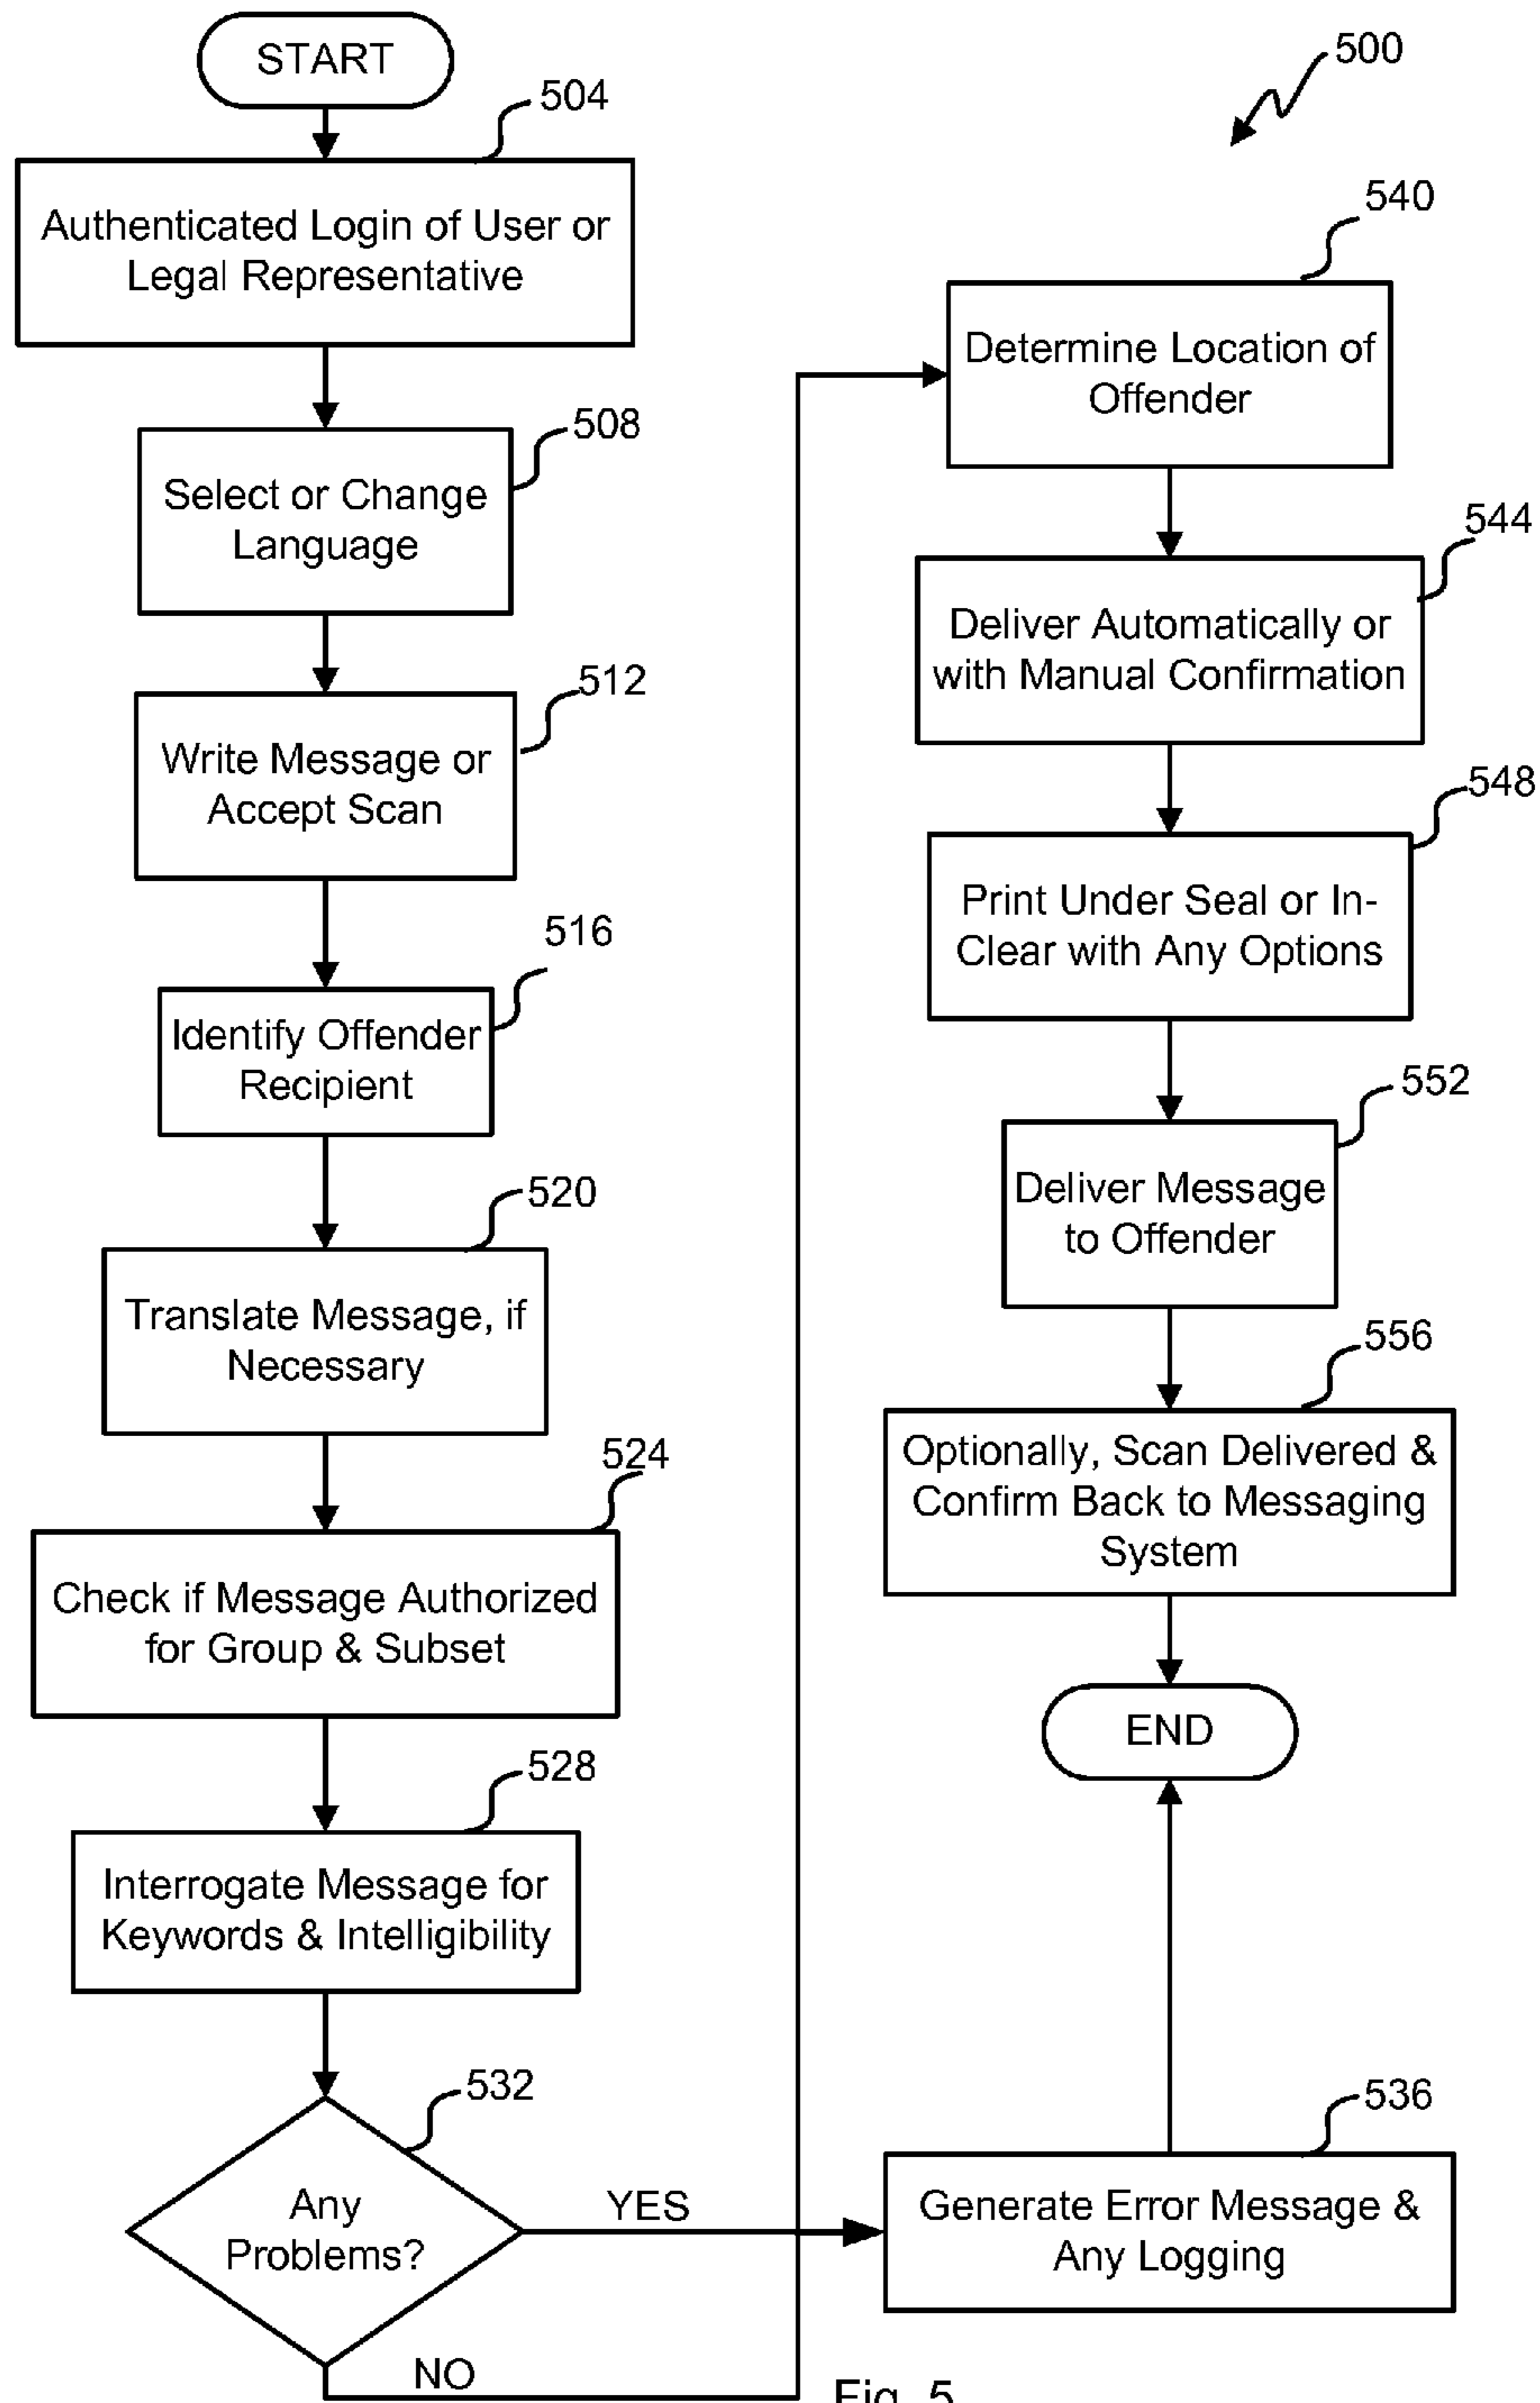 START
504
Authenticated Login of User or
Legal Representative
508
Select or Change
Language
512
Write Message or
Accept Scan
516
Identify Offender
Recipient
520
Translate Message, if
Necessary
524
Check if Message Authorized
for Group & Subset
528
Interrogate Message for
Keywords & Intelligibility
532
Any
Problems?
YES
NO
500
540
Determine Location of
Offender
544
Deliver Automatically or
with Manual Confirmation
548
Print Under Seal or In-
Clear with Any Options
552
Deliver Message
to Offender
556
Optionally, Scan Delivered &
Confirm Back to Messaging
System
END
536
Generate Error Message &
Any Logging
Fig. 5